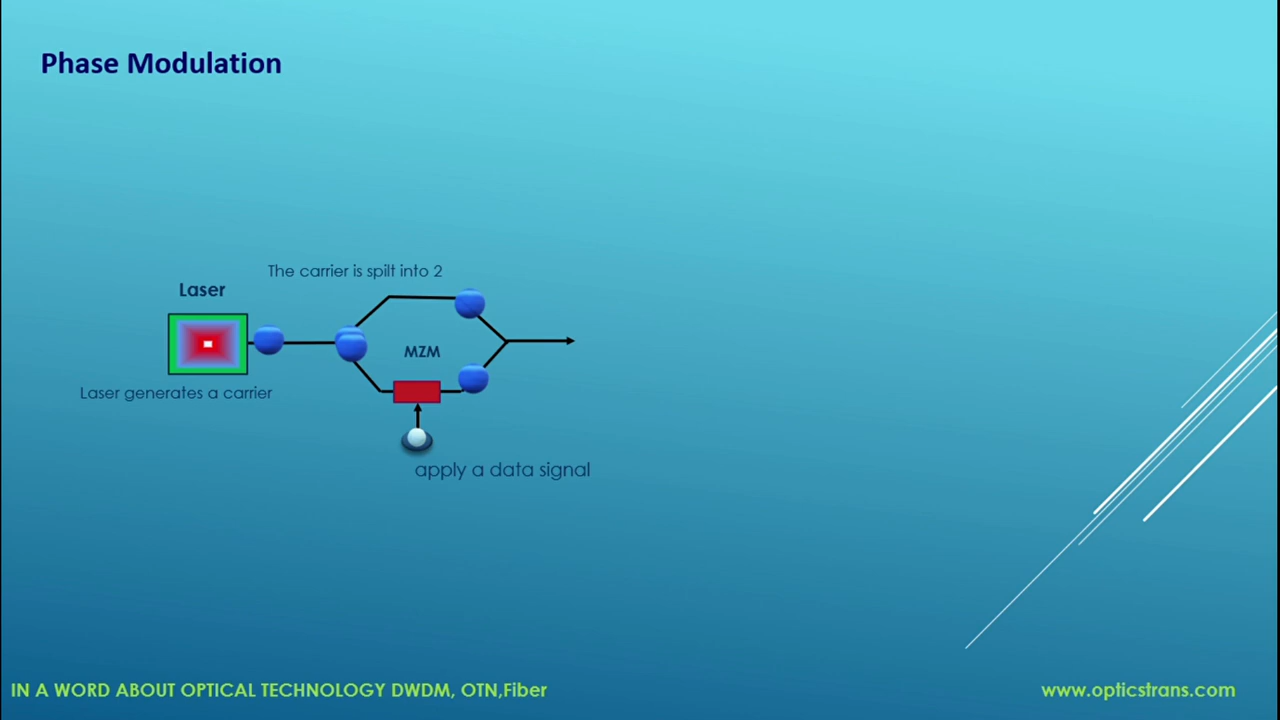 Phase Modulation
The carrier is spilt into 2
Laser
MZM
Laser generates a carrier
apply a data signal
IN A WORD ABOUT OPTICAL TECHNOLOGY DWDM, OTN,Fiber
www.opticstrans.com